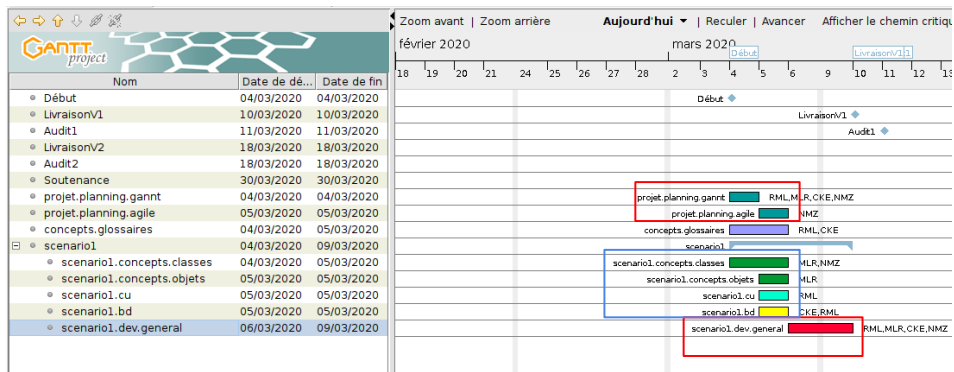 Zoom avant | Zoom arrière Aujourd'hui | Reculer | Avancer Afficher le chemin critiqu
GANTT
project
février 2020 mars 2020
Début LivraisonV1 1
18 19 20 21 24 25 26 27 28 2 3 4 5 6 9 10 11 12 13
Nom Date de dé... Date de fin
Début 04/03/2020 04/03/2020 Début
LivraisonV1 10/03/2020 10/03/2020 LivraisonV1
Audit1 11/03/2020 11/03/2020 Audit1
LivraisonV2 18/03/2020 18/03/2020
Audit2 18/03/2020 18/03/2020
Soutenance 30/03/2020 30/03/2020
projet.planning.gannt 04/03/2020 04/03/2020 projet.planning.gannt RML,MLR,CKE,NMZ
projet.planning.agile 05/03/2020 05/03/2020 projet.planning.agile NMZ
concepts.glossaires 04/03/2020 05/03/2020 concepts.glossaires RML,CKE
scenario1 04/03/2020 09/03/2020 scenario1
scenario1.concepts.classes 04/03/2020 05/03/2020 scenario1.concepts.classes MLR,NMZ
scenario1.concepts.objets 05/03/2020 05/03/2020 scenario1.concepts.objets MLR
scenario1.cu 05/03/2020 05/03/2020 scenario1.cu RML
scenario1.bd 05/03/2020 05/03/2020 scenario1.bd CKE,RML
scenario1.dev.general 06/03/2020 09/03/2020 scenario1.dev.general RML,MLR,CKE,NMZ